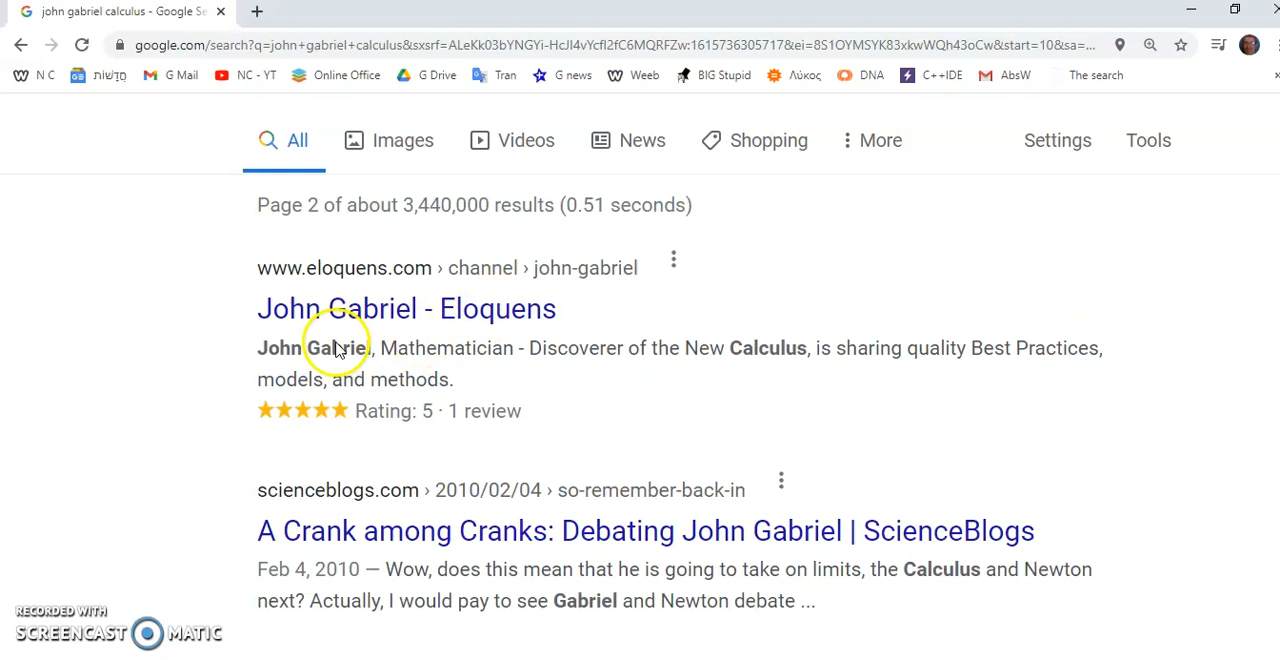 john gabriel calculus - Google Se
google.com/search?q=john+gabriel+calculus&sxsrf=ALeKk03bYNGYi-HcJI4vYcfl2fC6MQRFZw:1615736305717&ei=8S1OYMSYK83xkwWQh43oCw&start=10&sa=...
N C חֲדָשׁוֹת G Mail NC - YT Online Office G Drive Tran G news Weeb BIG Stupid Λύκος DNA C++IDE AbsW The search »
All Images Videos News Shopping More Settings Tools
Page 2 of about 3,440,000 results (0.51 seconds)
www.eloquens.com › channel › john-gabriel
John Gabriel - Eloquens
John Gabriel, Mathematician - Discoverer of the New Calculus, is sharing quality Best Practices,
models, and methods.
Rating: 5 · 1 review
scienceblogs.com › 2010/02/04 › so-remember-back-in
A Crank among Cranks: Debating John Gabriel | ScienceBlogs
Feb 4, 2010 — Wow, does this mean that he is going to take on limits, the Calculus and Newton
next? Actually, I would pay to see Gabriel and Newton debate ...
RECORDED WITH
SCREENCAST MATIC